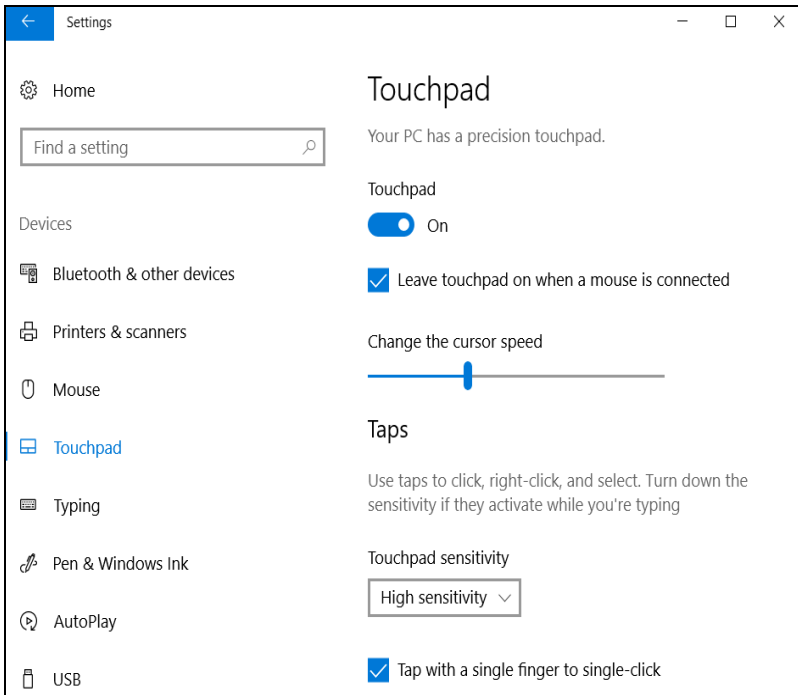 Settings
Home
Find a setting
Devices
Bluetooth & other devices
Printers & scanners
Mouse
Touchpad
Typing
Pen & Windows Ink
AutoPlay
USB
Touchpad
Your PC has a precision touchpad.
Touchpad
On
Leave touchpad on when a mouse is connected
Change the cursor speed
Taps
Use taps to click, right-click, and select. Turn down the
sensitivity if they activate while you're typing
Touchpad sensitivity
High sensitivity
Tap with a single finger to single-click